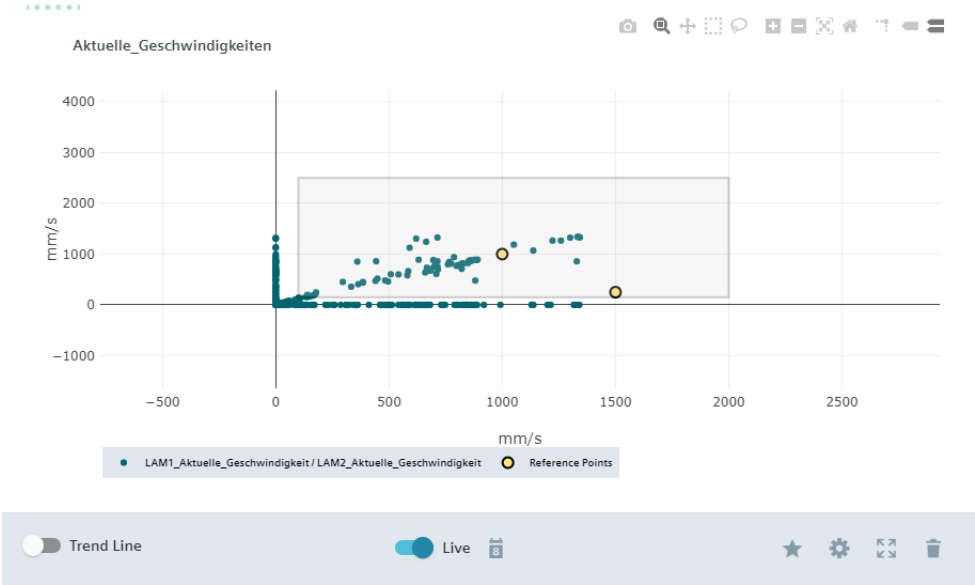 Aktuelle_Geschwindigkeiten
4000
3000
2000
1000
0
−1000
mm/s
−500
0
500
1000
1500
2000
2500
mm/s
LAM1_Aktuelle_Geschwindigkeit / LAM2_Aktuelle_Geschwindigkeit
Reference Points
Trend Line
Live
8